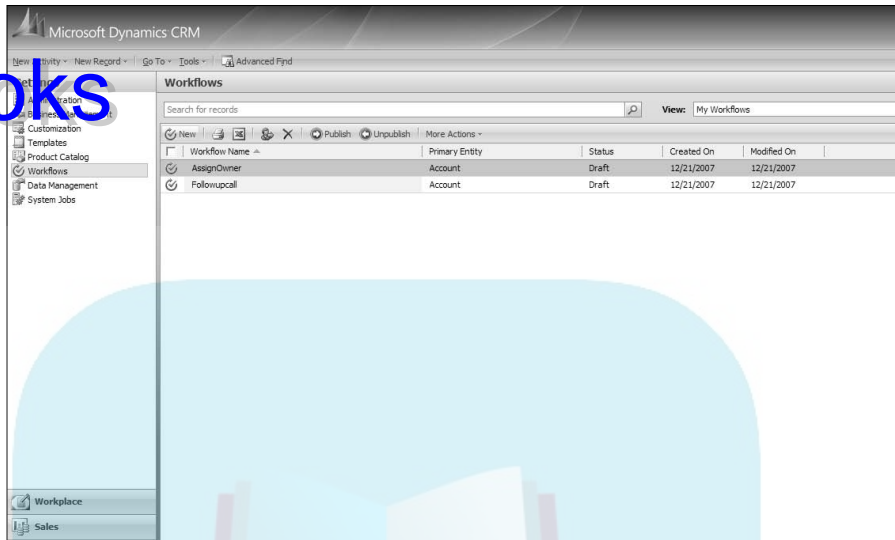 Microsoft Dynamics CRM
New Activity New Record Go To Tools Advanced Find
oks
Workflows
Customization
Templates
Product Catalog
Workflows
Data Management
System Jobs
Workplace
Sales
Search for records View: My Workflows
New Publish Unpublish More Actions
Workflow Name Primary Entity Status Created On Modified On
AssignOwner Account Draft 12/21/2007 12/21/2007
Followupcall Account Draft 12/21/2007 12/21/2007